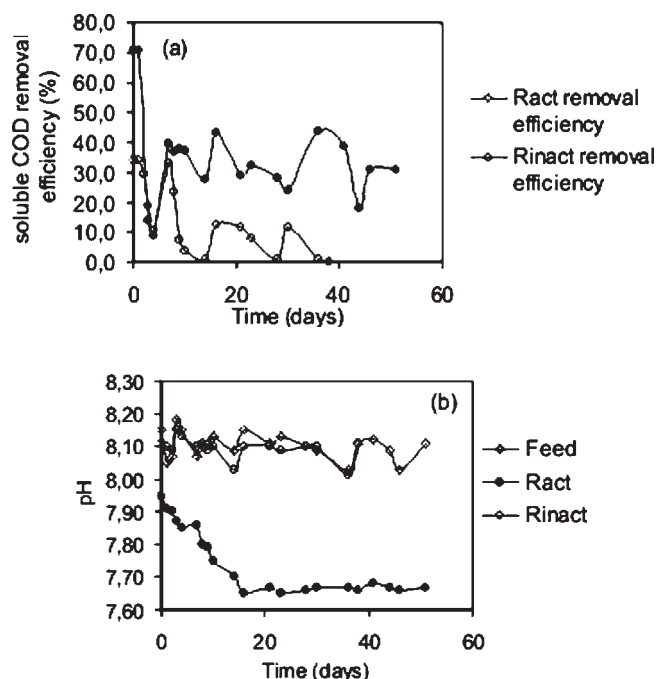 80,0
70,0
60,0
50,0
40,0
30,0
20,0
10,0
0,0
soluble COD removal
efficiency (%)
(a)
0
20
40
60
Time (days)
Ract removal
efficiency
Rinact removal
efficiency
8,30
8,20
8,10
8,00
7,90
7,80
7,70
7,60
pH
(b)
0
20
40
60
Time (days)
Feed
Ract
Rinact